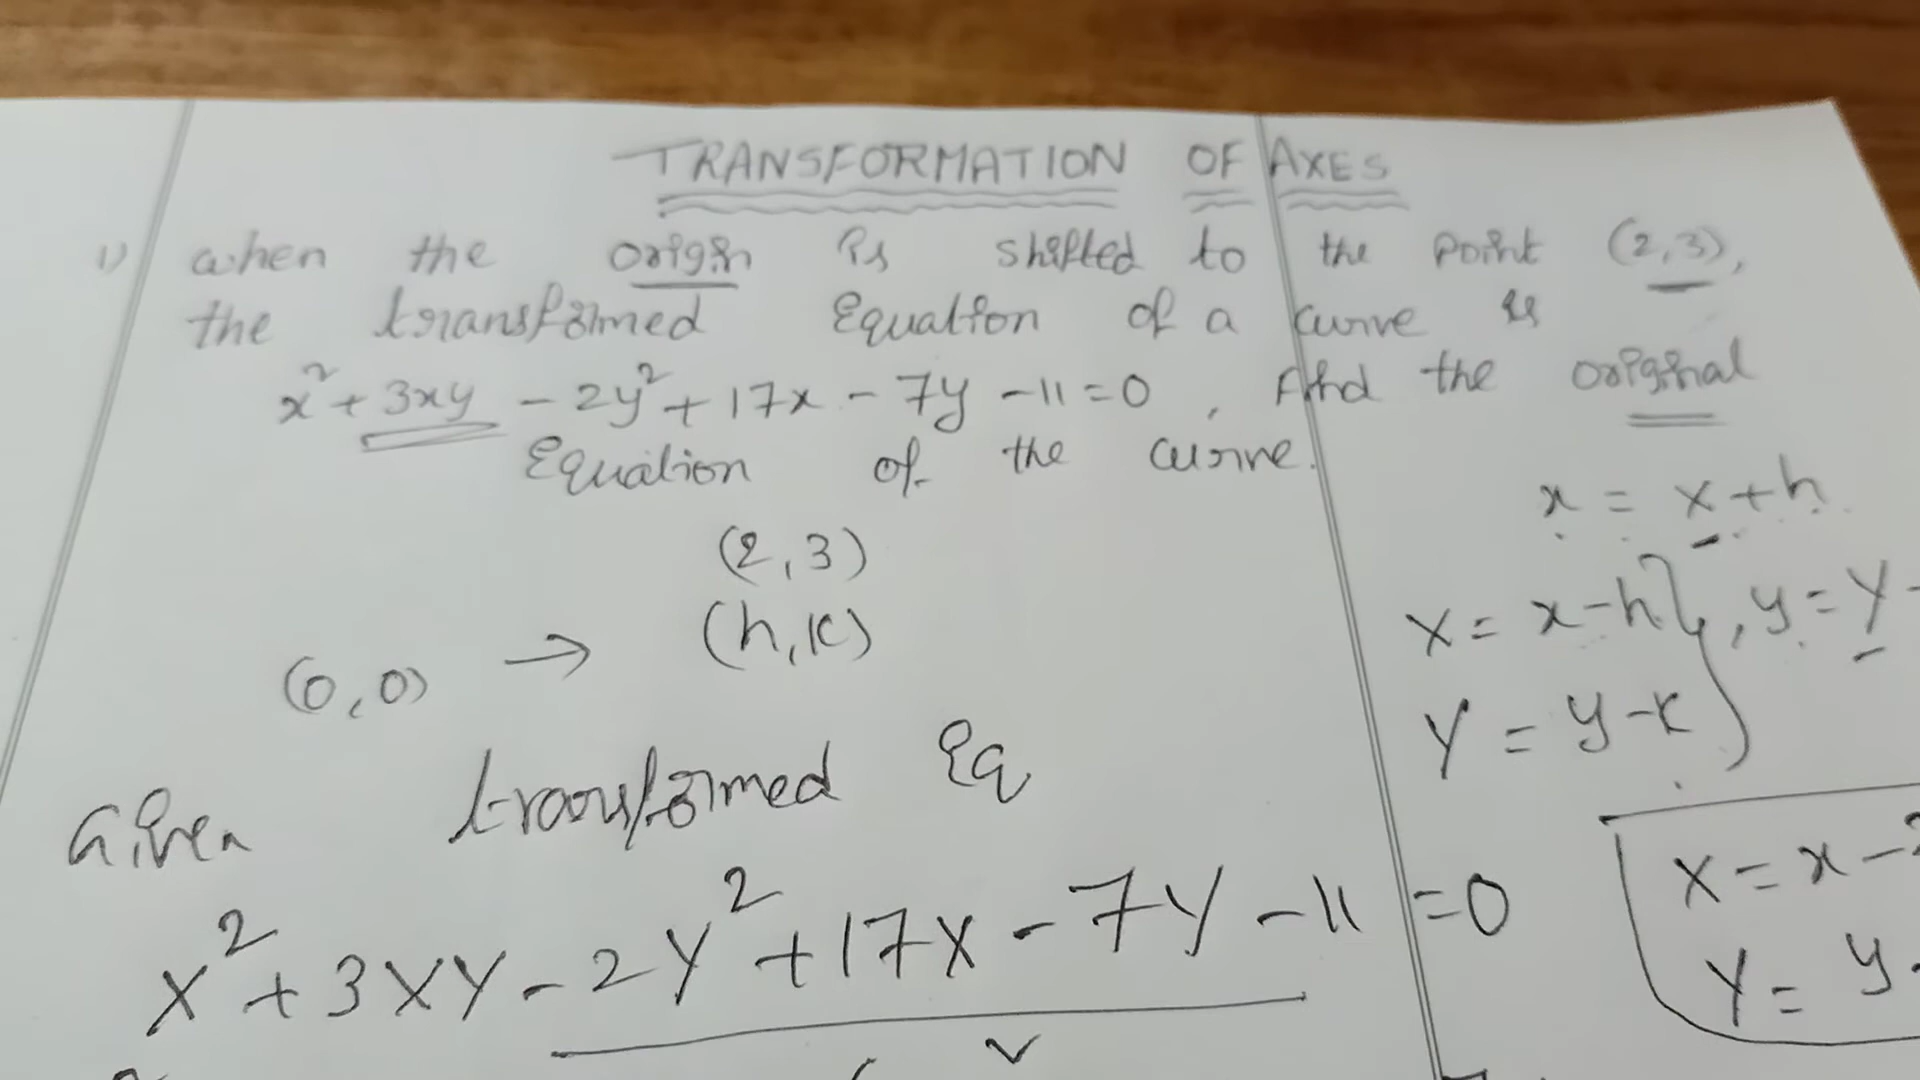 TRANSFORMATION OF AXES
1) when the origin is shifted to the point (2,3),
the transformed Equation of a curve is
x² + 3xy - 2y² + 17x - 7y - 11 = 0, find the original
Equation of the curve.
x = X + h
(2,3)
X = x - h }, y = Y
(0,0) → (h,k)
Y = y - k
Given transformed Eq
X² + 3XY - 2Y² + 17X - 7Y - 11 = 0
X = x - 2
Y = y -